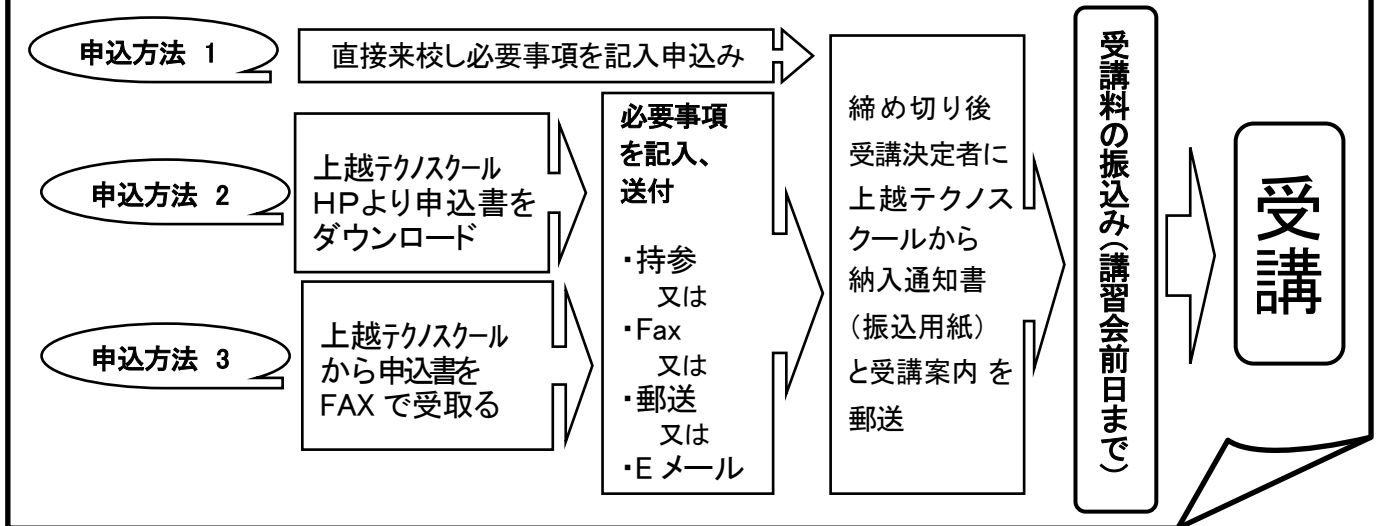 申込方法 1
直接来校し必要事項を記入申込み
申込方法 2
上越ﾃｸﾉｽｸｰﾙ
HPより申込書を
ダウンロード
申込方法 3
上越ﾃｸﾉｽｸｰﾙ
から申込書を
FAX で受取る
必要事項
を記入、
送付
・持参
又は
・Fax
又は
・郵送
又は
・E メール
締め切り後
受講決定者に
上越テクノス
クールから
納入通知書
（振込用紙）
と受講案内 を
郵送
受講料の振込み（講習会前日まで）
受講